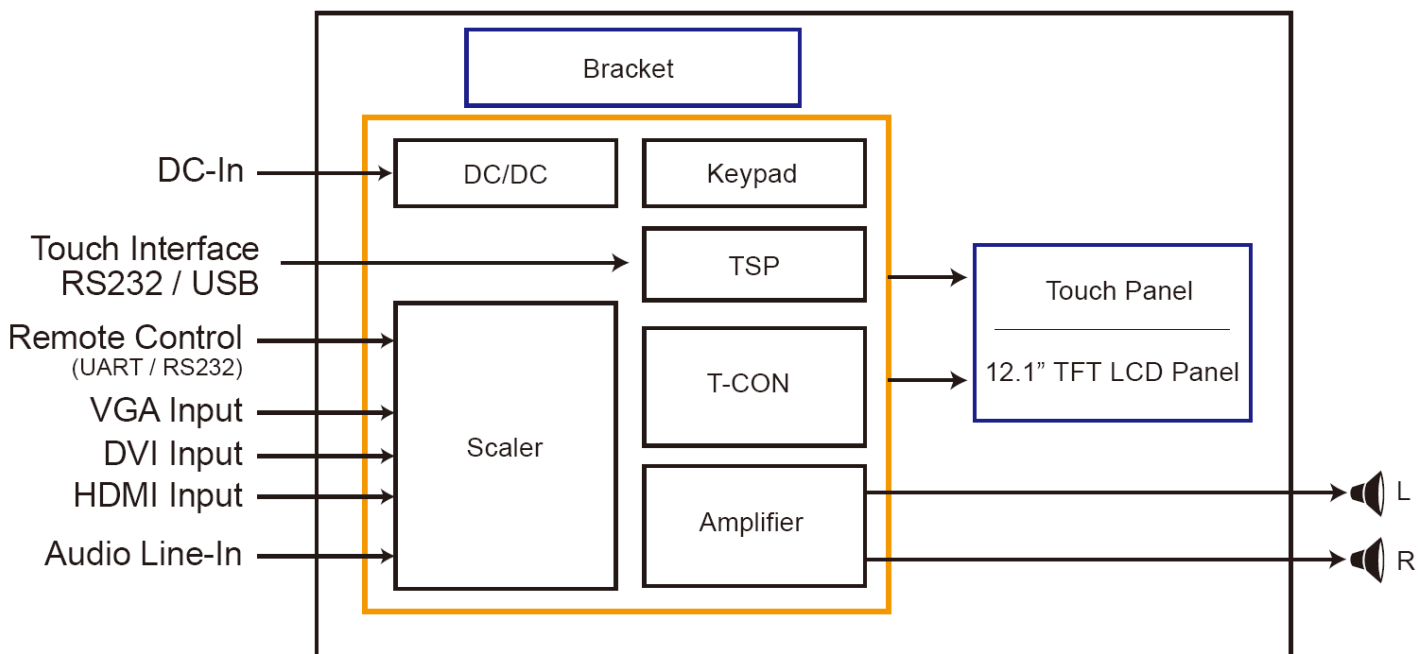 Bracket
DC-In
DC/DC
Keypad
Touch Interface
RS232 / USB
TSP
Touch Panel
12.1” TFT LCD Panel
Remote Control
(UART / RS232)
VGA Input
DVI Input
HDMI Input
Audio Line-In
Scaler
T-CON
Amplifier
L
R